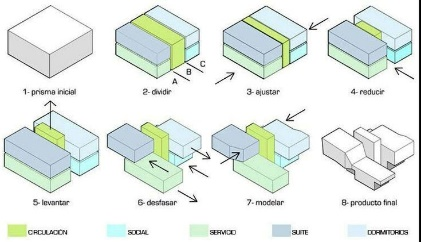 1- prisma inicial
2- dividir
A
B
C
3- ajustar
4- reducir
5- levantar
6- desfasar
7- modelar
8- producto final
CIRCULACIÓN
SOCIAL
SERVICIO
SUITE
DORMITORIOS